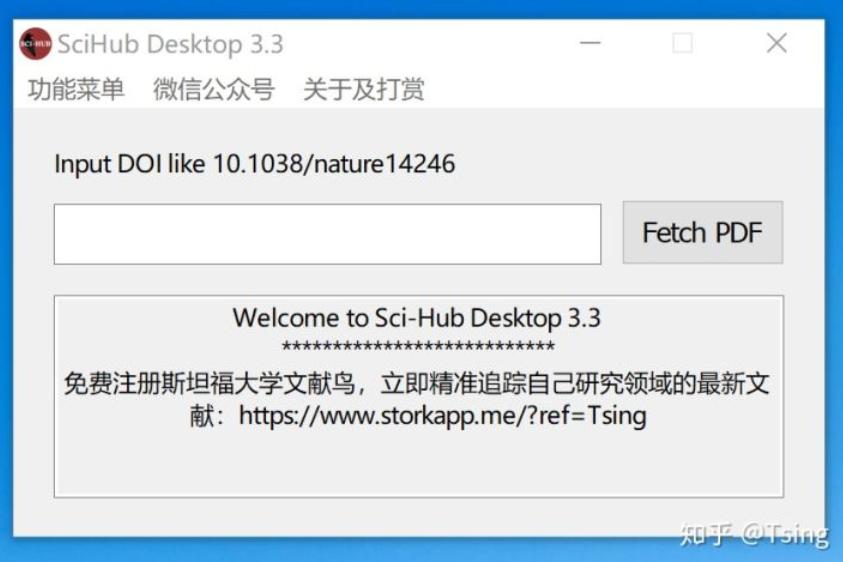 SCI-HUB
SciHub Desktop 3.3
功能菜单 微信公众号 关于及打赏
Input DOI like 10.1038/nature14246
Fetch PDF
Welcome to Sci-Hub Desktop 3.3
***************************
免费注册斯坦福大学文献鸟，立即精准追踪自己研究领域的最新文
献：https://www.storkapp.me/?ref=Tsing
知乎 @Tsing